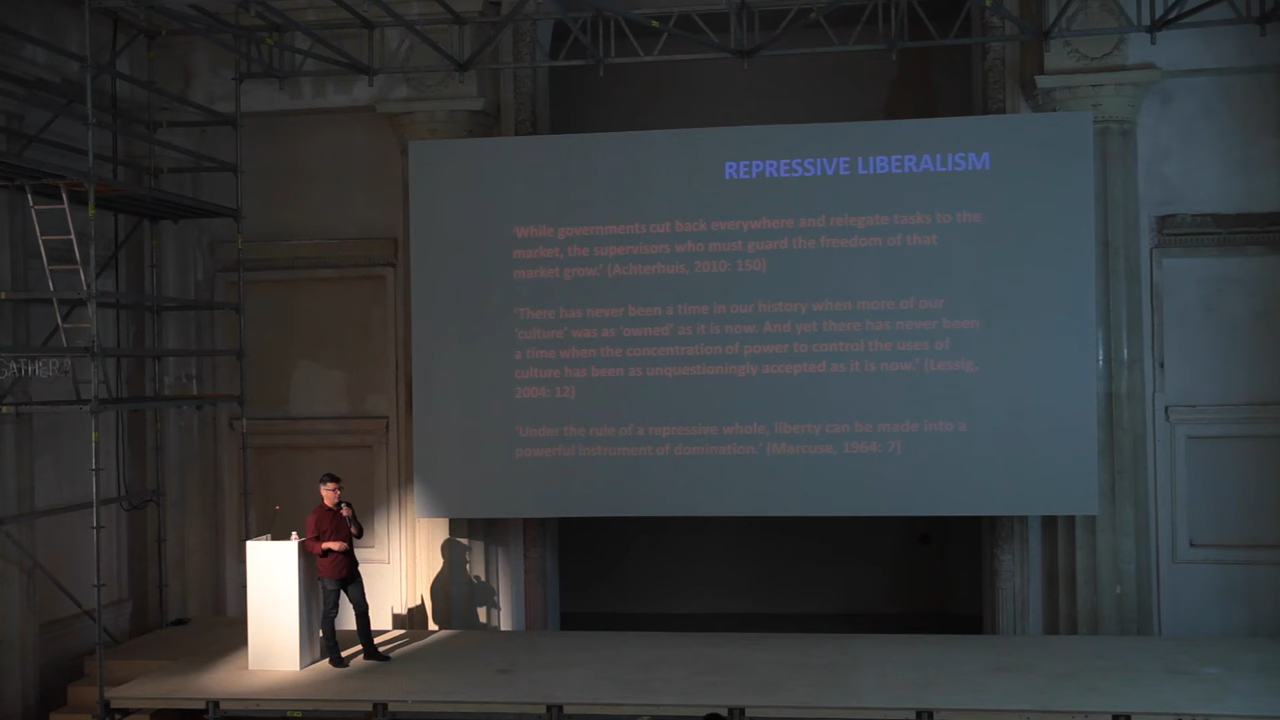 REPRESSIVE LIBERALISM
‘While governments cut back everywhere and relegate tasks to the
market, the supervisors who must guard the freedom of that
market grow.’ (Achterhuis, 2010: 150)
‘There has never been a time in our history when more of our
‘culture’ was as ‘owned’ as it is now. And yet there has never been
a time when the concentration of power to control the uses of
culture has been as unquestioningly accepted as it is now.’ (Lessig,
2004: 12)
‘Under the rule of a repressive whole, liberty can be made into a
powerful instrument of domination.’ (Marcuse, 1964: 7)